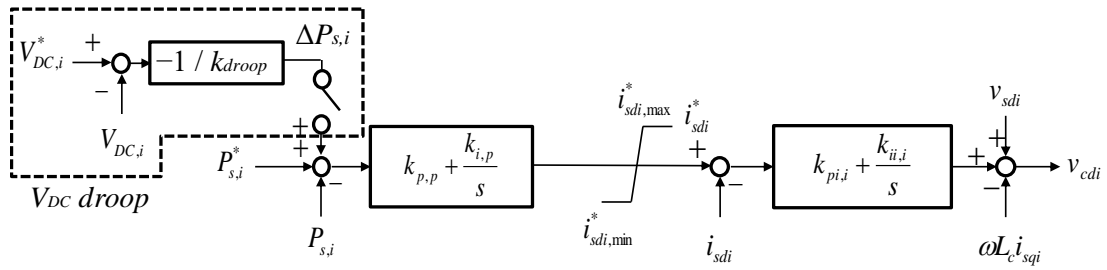 V*DC,i
+
−
VDC,i
−1 / kdroop
ΔPs,i
VDC droop
+
+
P*s,i
−
Ps,i
kp,p + ki,p/s
i*sdi,max
i*sdi,min
i*sdi
+
−
isdi
kpi,i + kii,i/s
vsdi
+
+
−
vcdi
ωLcisqi